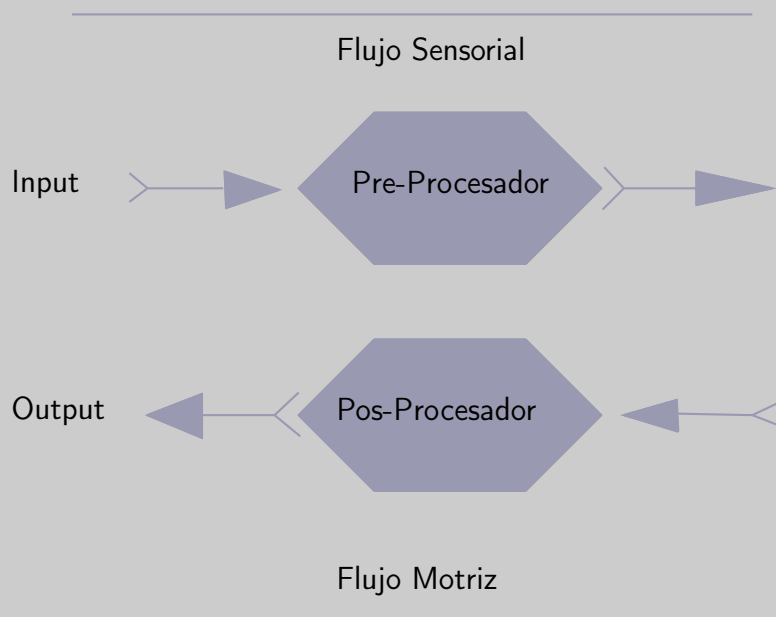 Flujo Sensorial
Input
Pre-Procesador
Output
Pos-Procesador
Flujo Motriz